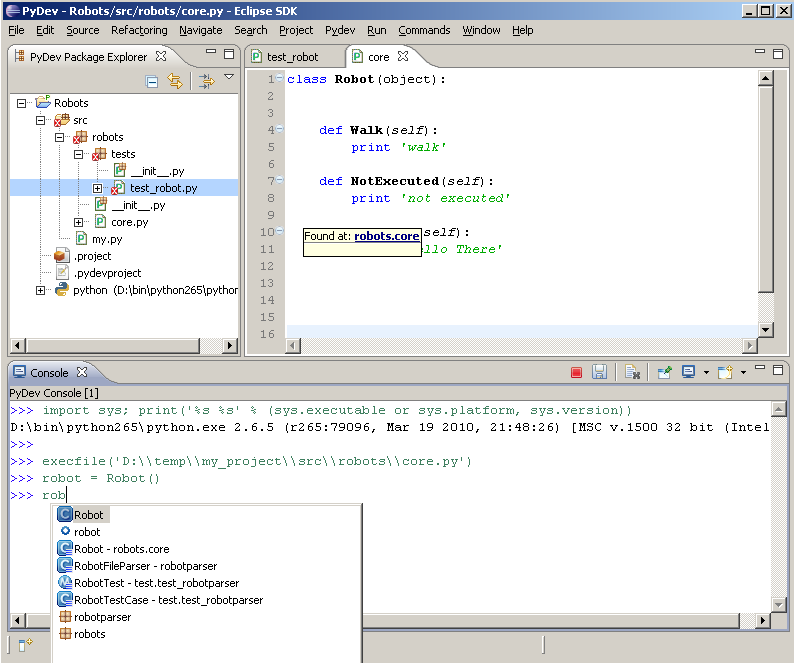 PyDev - Robots/src/robots/core.py - Eclipse SDK
File Edit Source Refactoring Navigate Search Project Pydev Run Commands Window Help
PyDev Package Explorer
Robots
src
robots
tests
__init__.py
test_robot.py
__init__.py
core.py
my.py
.project
.pydevproject
python (D:\bin\python265\python
test_robot core
1 class Robot(object):
2
3
4 def Walk(self):
5 print 'walk'
6
7 def NotExecuted(self):
8 print 'not executed'
9
10 self):
11 llo There'
12
13
14
15
16
Found at: robots.core
Console
PyDev Console [1]
>>> import sys; print('%s %s' % (sys.executable or sys.platform, sys.version))
D:\bin\python265\python.exe 2.6.5 (r265:79096, Mar 19 2010, 21:48:26) [MSC v.1500 32 bit (Intel
>>>
>>> execfile('D:\\temp\\my_project\\src\\robots\\core.py')
>>> robot = Robot()
>>> rob
Robot
robot
Robot - robots.core
RobotFileParser - robotparser
RobotTest - test.test_robotparser
RobotTestCase - test.test_robotparser
robotparser
robots